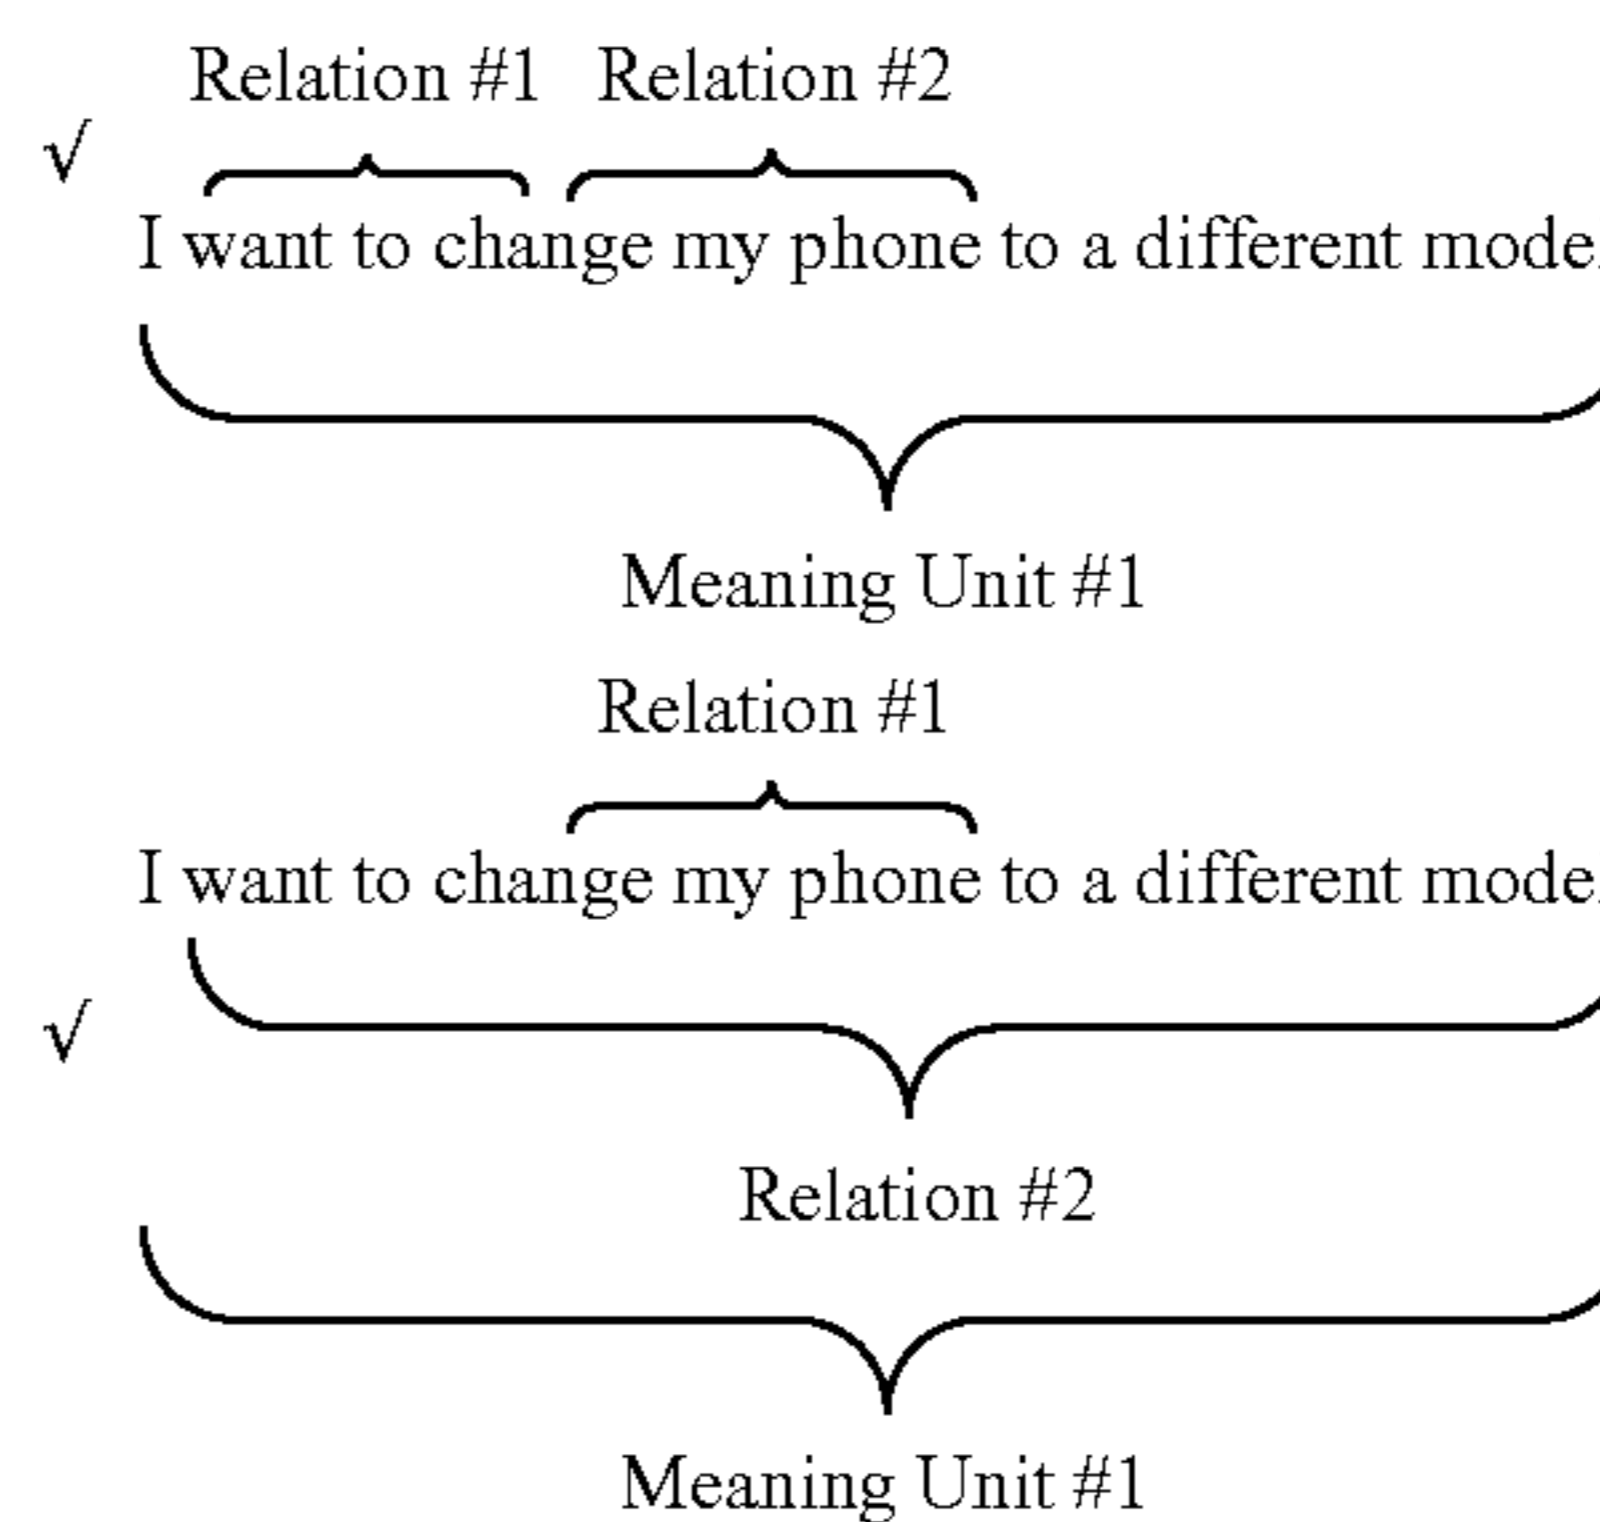 Relation #1 Relation #2
√
I want to change my phone to a different mode
Meaning Unit #1
Relation #1
I want to change my phone to a different mode
√
Relation #2
Meaning Unit #1